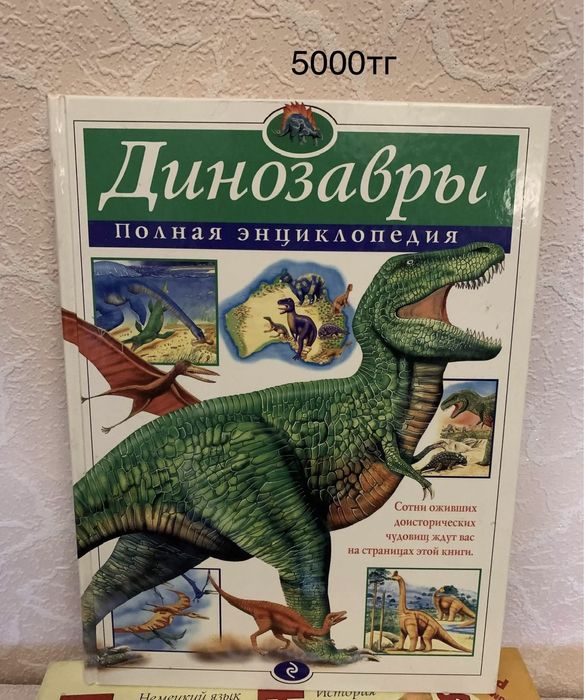 5000тг
Динозавры
Полная энциклопедия
Сотни оживших
доисторических
чудовищ ждут вас
на страницах этой книги.
Немецкий язык
История